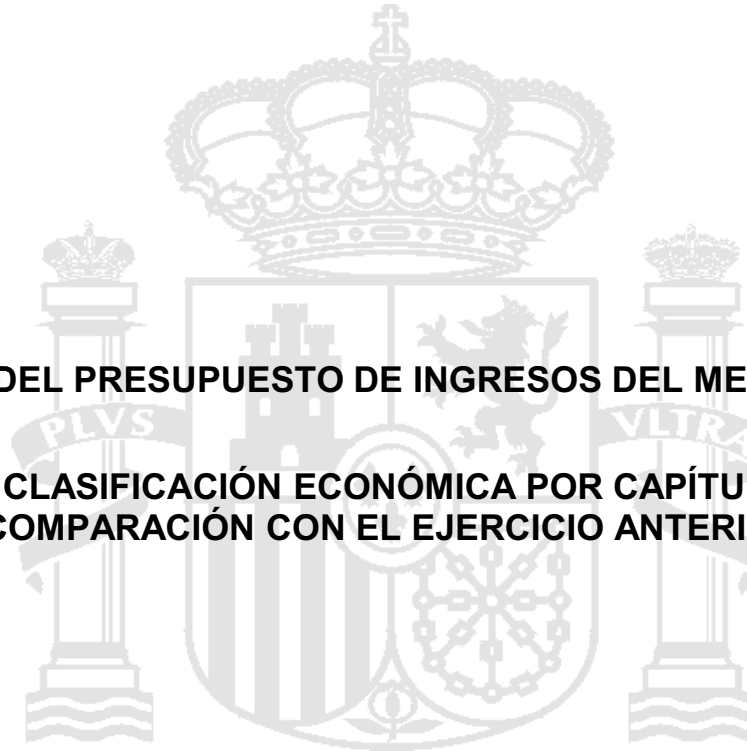 DEL PRESUPUESTO DE INGRESOS DEL ME
PLVS
VLTRA
CLASIFICACIÓN ECONÓMICA POR CAPÍTU
COMPARACIÓN CON EL EJERCICIO ANTERI